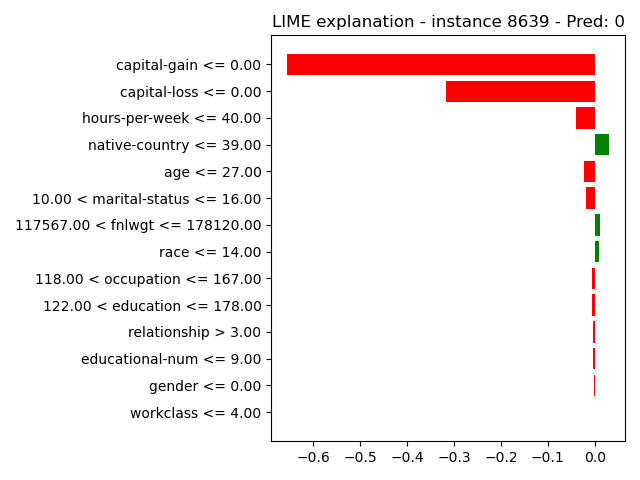 LIME explanation - instance 8639 - Pred: 0
capital-gain <= 0.00
capital-loss <= 0.00
hours-per-week <= 40.00
native-country <= 39.00
age <= 27.00
10.00 < marital-status <= 16.00
117567.00 < fnlwgt <= 178120.00
race <= 14.00
118.00 < occupation <= 167.00
122.00 < education <= 178.00
relationship > 3.00
educational-num <= 9.00
gender <= 0.00
workclass <= 4.00
−0.6 −0.5 −0.4 −0.3 −0.2 −0.1 0.0